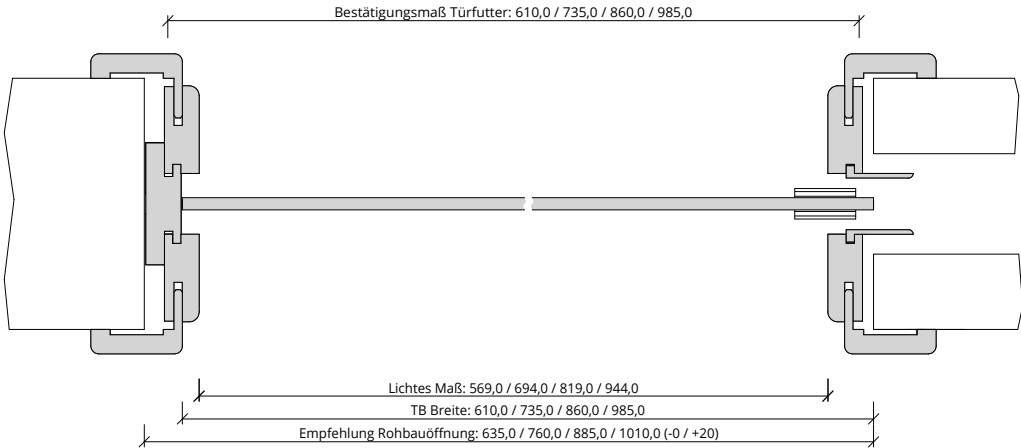 Bestätigungsmaß Türfutter: 610,0 / 735,0 / 860,0 / 985,0
Lichtes Maß: 569,0 / 694,0 / 819,0 / 944,0
TB Breite: 610,0 / 735,0 / 860,0 / 985,0
Empfehlung Rohbauöffnung: 635,0 / 760,0 / 885,0 / 1010,0 (-0 / +20)